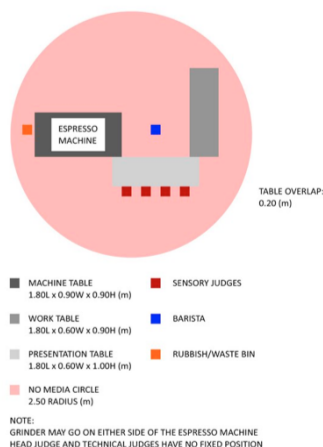 ESPRESSO
MACHINE
TABLE OVERLAP:
0.20 (m)
MACHINE TABLE
1.80L x 0.90W x 0.90H (m)
SENSORY JUDGES
WORK TABLE
1.80L x 0.60W x 0.90H (m)
BARISTA
PRESENTATION TABLE
1.80L x 0.60W x 1.00H (m)
RUBBISH/WASTE BIN
NO MEDIA CIRCLE
2.50 RADIUS (m)
NOTE:
GRINDER MAY GO ON EITHER SIDE OF THE ESPRESSO MACHINE
HEAD JUDGE AND TECHNICAL JUDGES HAVE NO FIXED POSITION